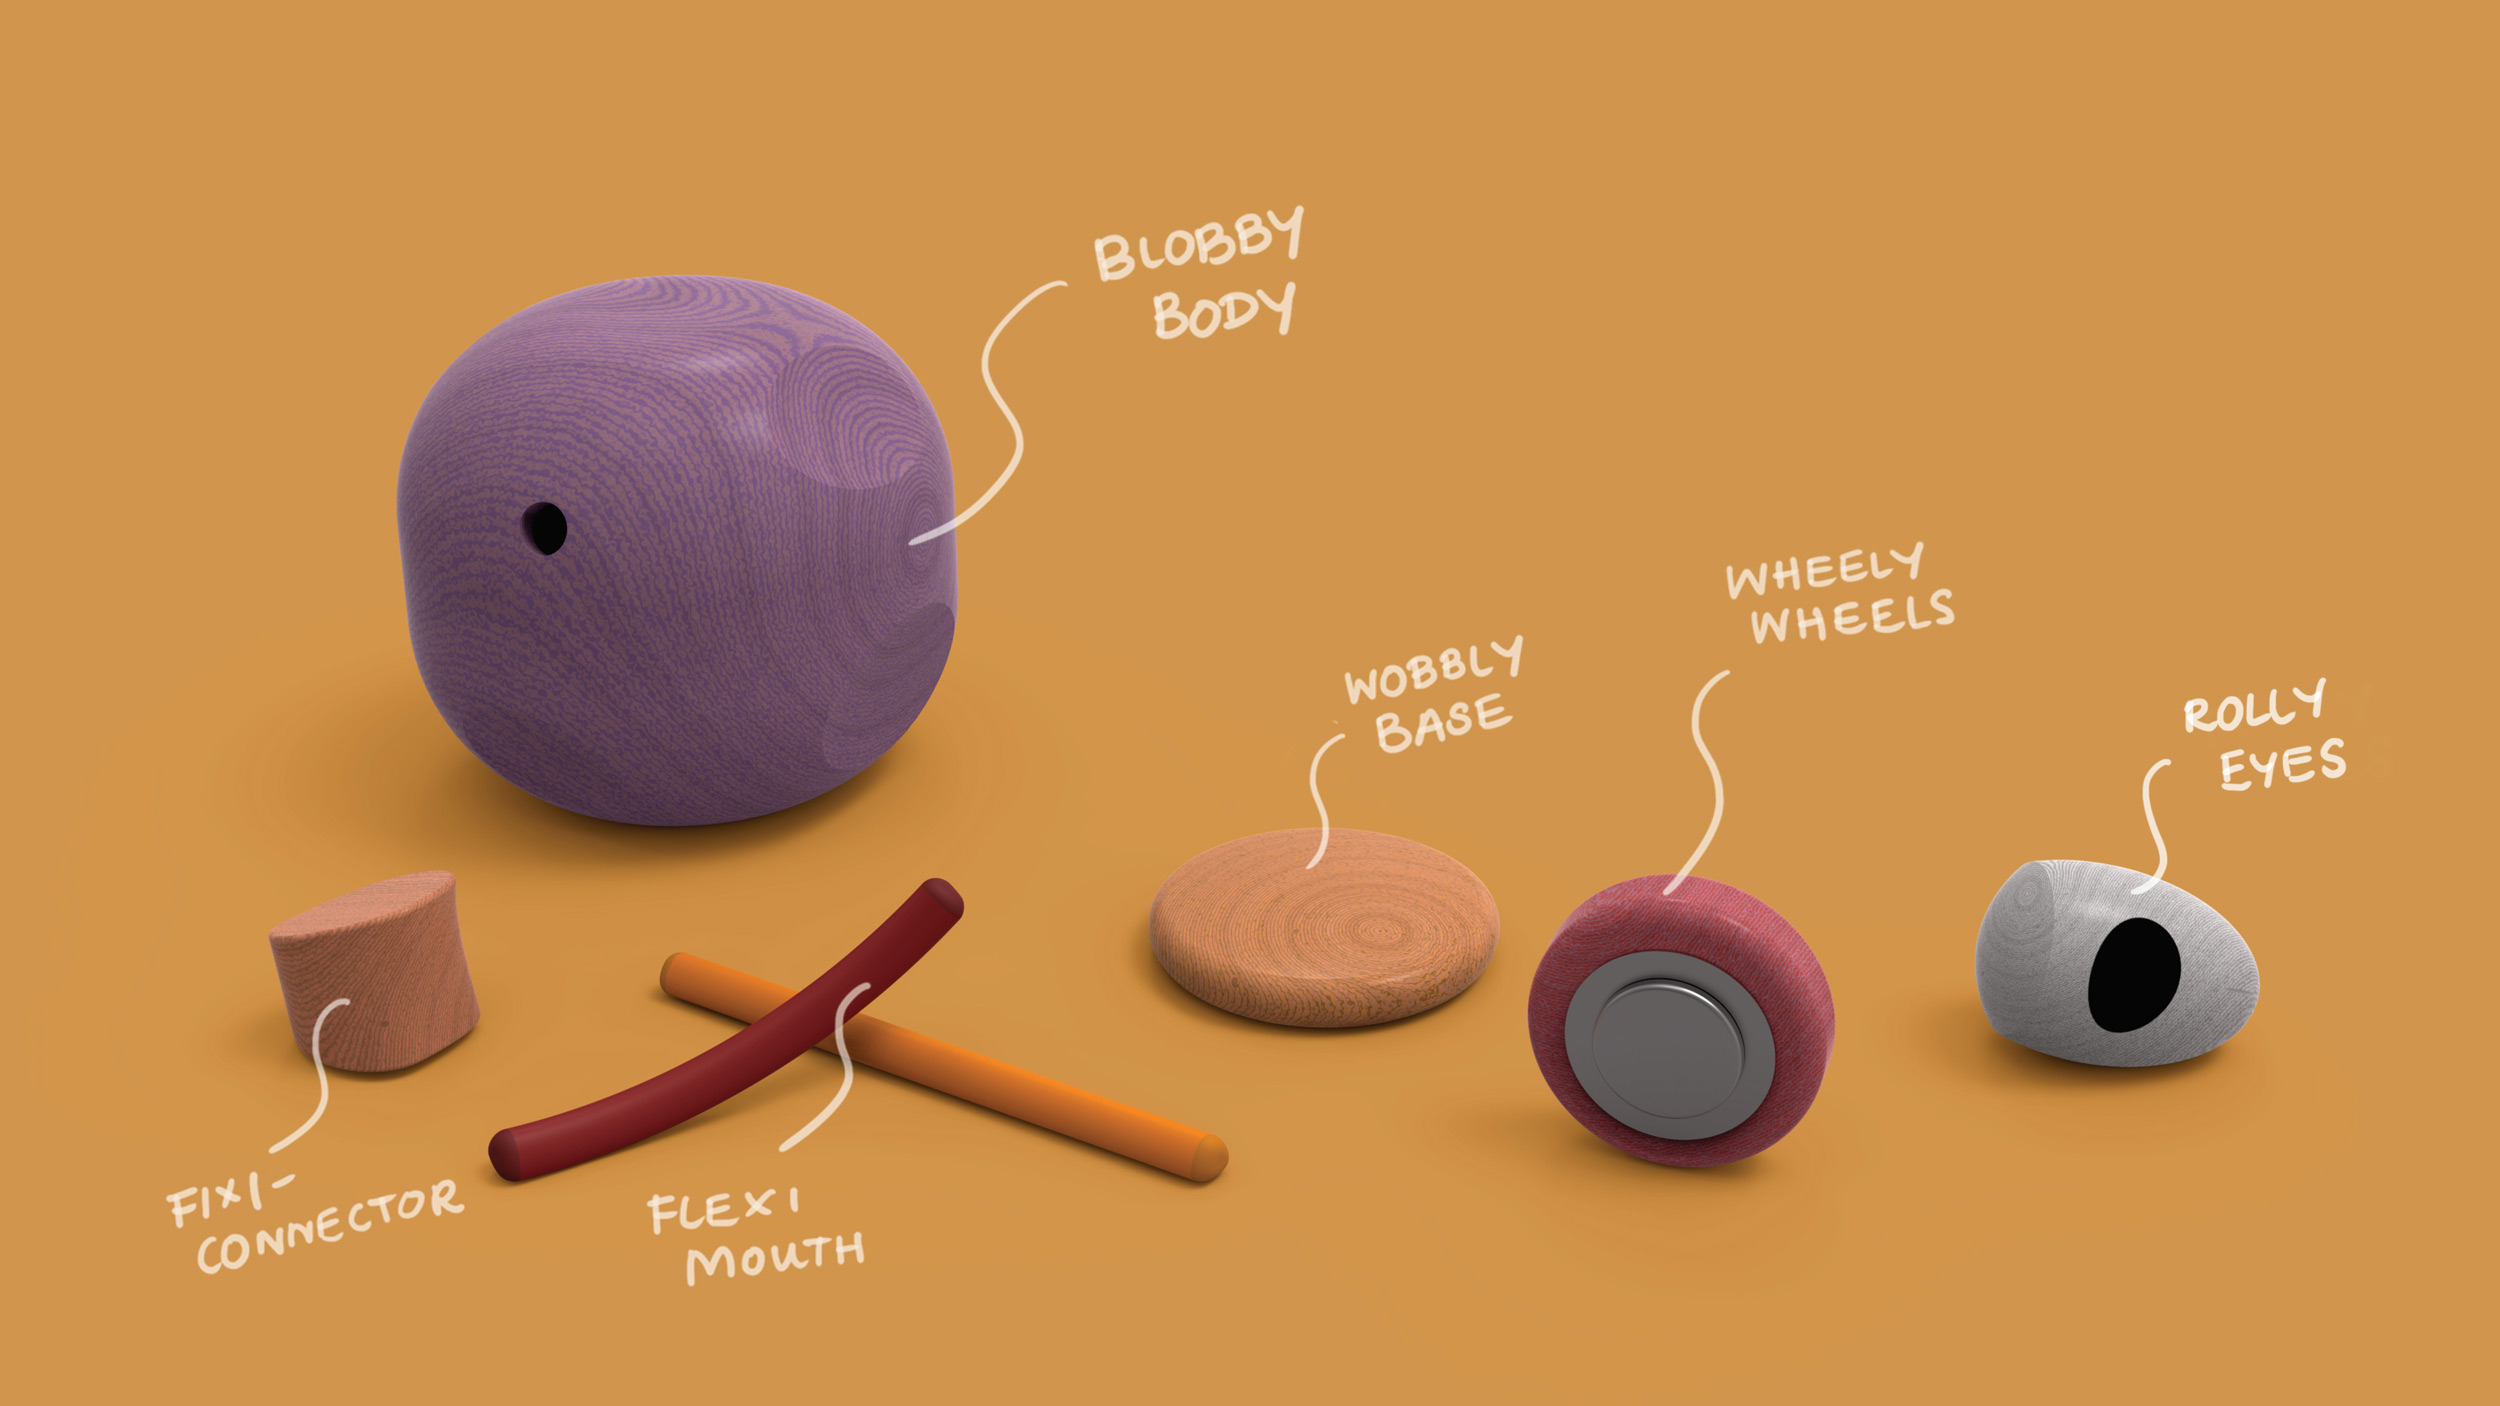 BLOBBY
BODY
WHEELY
WHEELS
WOBBLY
BASE
ROLLY
EYES
FIXI-
CONNECTOR
FLEXI
MOUTH